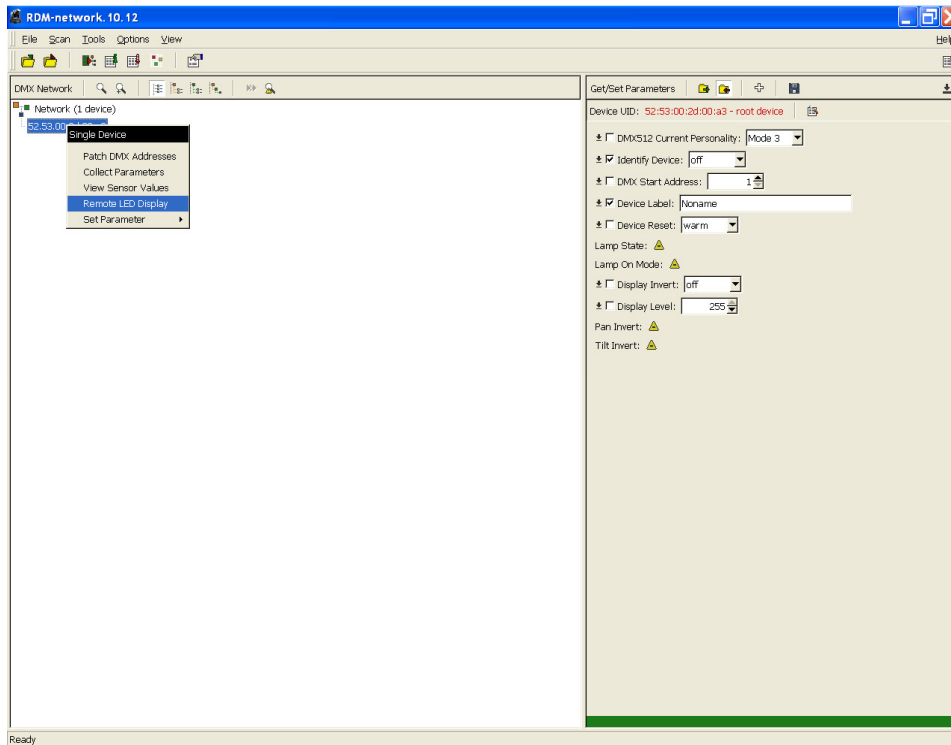 RDM-network.10.12
File Scan Tools Options View Help
DMX Network
Get/Set Parameters
Network (1 device)
Device UID: 52:53:00:2d:00:a3 - root device
Single Device
Patch DMX Addresses
Collect Parameters
View Sensor Values
Remote LED Display
Set Parameter
DMX512 Current Personality: Mode 3
Identify Device: off
DMX Start Address: 1
Device Label: Noname
Device Reset: warm
Lamp State:
Lamp On Mode:
Display Invert: off
Display Level: 255
Pan Invert:
Tilt Invert:
Ready